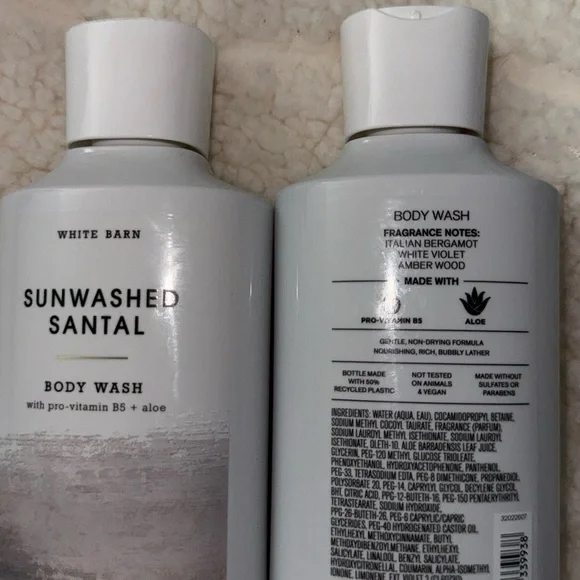 WHITE BARN
SUNWASHED
SANTAL
BODY WASH
with pro-vitamin B5 + aloe
BODY WASH
FRAGRANCE NOTES:
ITALIAN BERGAMOT
WHITE VIOLET
AMBER WOOD
MADE WITH
PRO-VITAMIN B5
ALOE
GENTLE, NON-DRYING FORMULA
NOURISHING, RICH, BUBBLY LATHER
BOTTLE MADE
WITH 50%
RECYCLED PLASTIC
NOT TESTED
ON ANIMALS
& VEGAN
MADE WITHOUT
SULFATES OR
PARABENS
INGREDIENTS: WATER (AQUA, EAU), COCAMIDOPROPYL BETAINE,
SODIUM METHYL COCOYL TAURATE, FRAGRANCE (PARFUM),
SODIUM LAUROYL METHYL ISETHIONATE, SODIUM LAUROYL
ISETHIONATE, OLETH-10, ALOE BARBADENSIS LEAF JUICE,
GLYCERIN, PEG-120 METHYL GLUCOSE TRIOLEATE,
PHENOXYETHANOL, HYDROXYACETOPHENONE, PANTHENOL,
PEG-33, TETRASODIUM EDTA, PEG-8 DIMETHICONE, PROPANEDIOL,
POLYSORBATE 20, PEG-14, CAPRYLYL GLYCOL, DECYLENE GLYCOL,
BHT, CITRIC ACID, PPG-12-BUTETH-16, PEG-150 PENTAERYTHRITYL
TETRASTEARATE, SODIUM HYDROXIDE,
PPG-26-BUTETH-26, PEG-6 CAPRYLIC/CAPRIC
GLYCERIDES, PEG-40 HYDROGENATED CASTOR OIL,
ETHYLHEXYL METHOXYCINNAMATE, BUTYL
METHOXYDIBENZOYLMETHANE, ETHYLHEXYL
SALICYLATE, LINALOOL, BENZYL SALICYLATE,
HYDROXYCITRONELLAL, COUMARIN, ALPHA-ISOMETHYL
IONONE, LIMONENE, EXT. VIOLET 2
32022607
339938